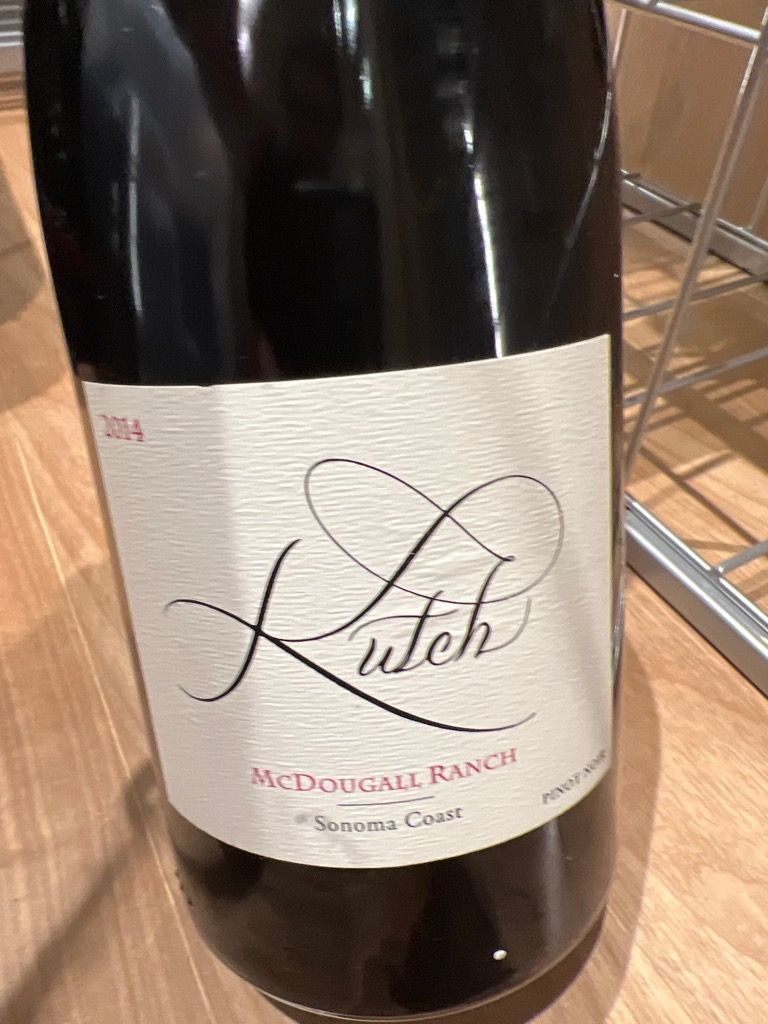 2014
Kutch
McDougall Ranch
Sonoma Coast
PINOT NOIR